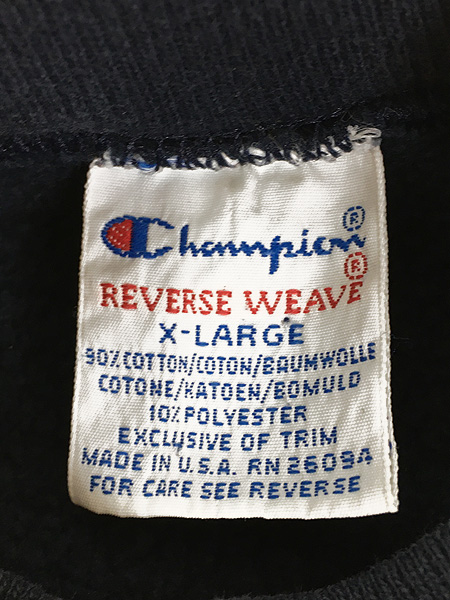 Champion®
REVERSE WEAVE®
X-LARGE
90% COTTON/COTON/BAUMWOLLE
COTONE/KATOEN/BOMULD
10% POLYESTER
EXCLUSIVE OF TRIM
MADE IN U.S.A. RN 26094
FOR CARE SEE REVERSE